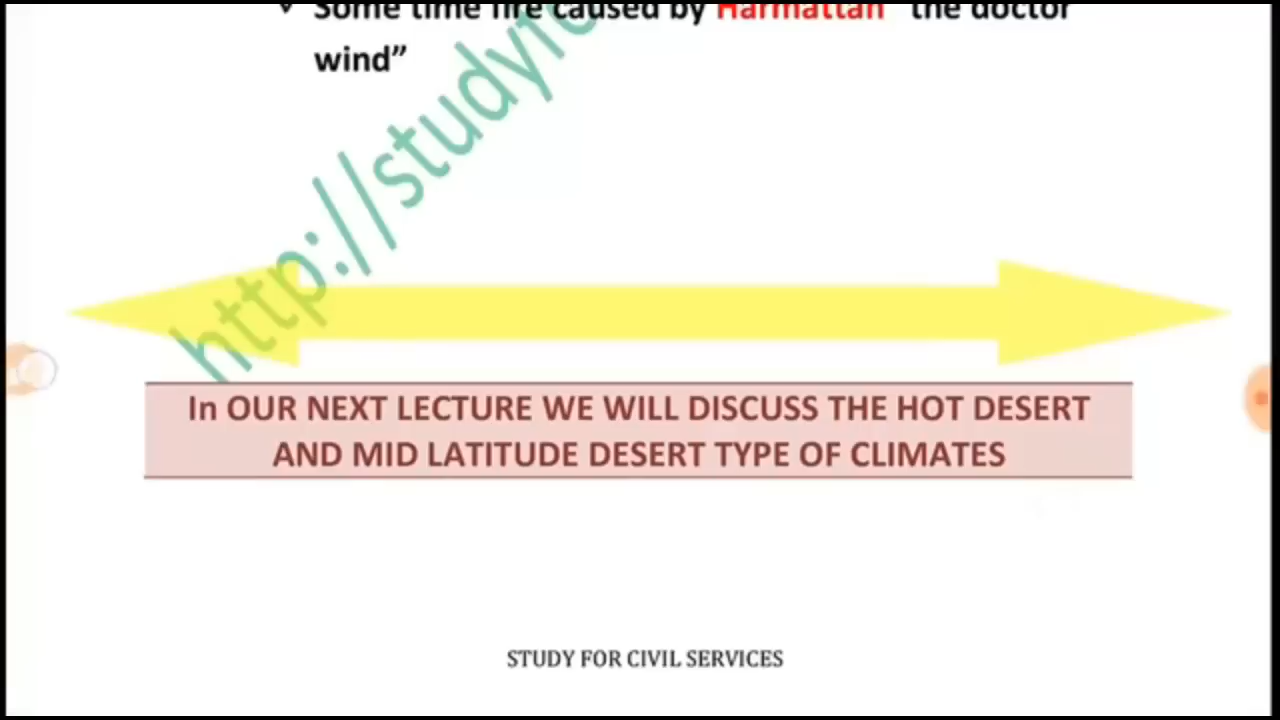 Some time fire caused by Harmattan "the doctor
wind”
http://studyfo
In OUR NEXT LECTURE WE WILL DISCUSS THE HOT DESERT
AND MID LATITUDE DESERT TYPE OF CLIMATES
STUDY FOR CIVIL SERVICES